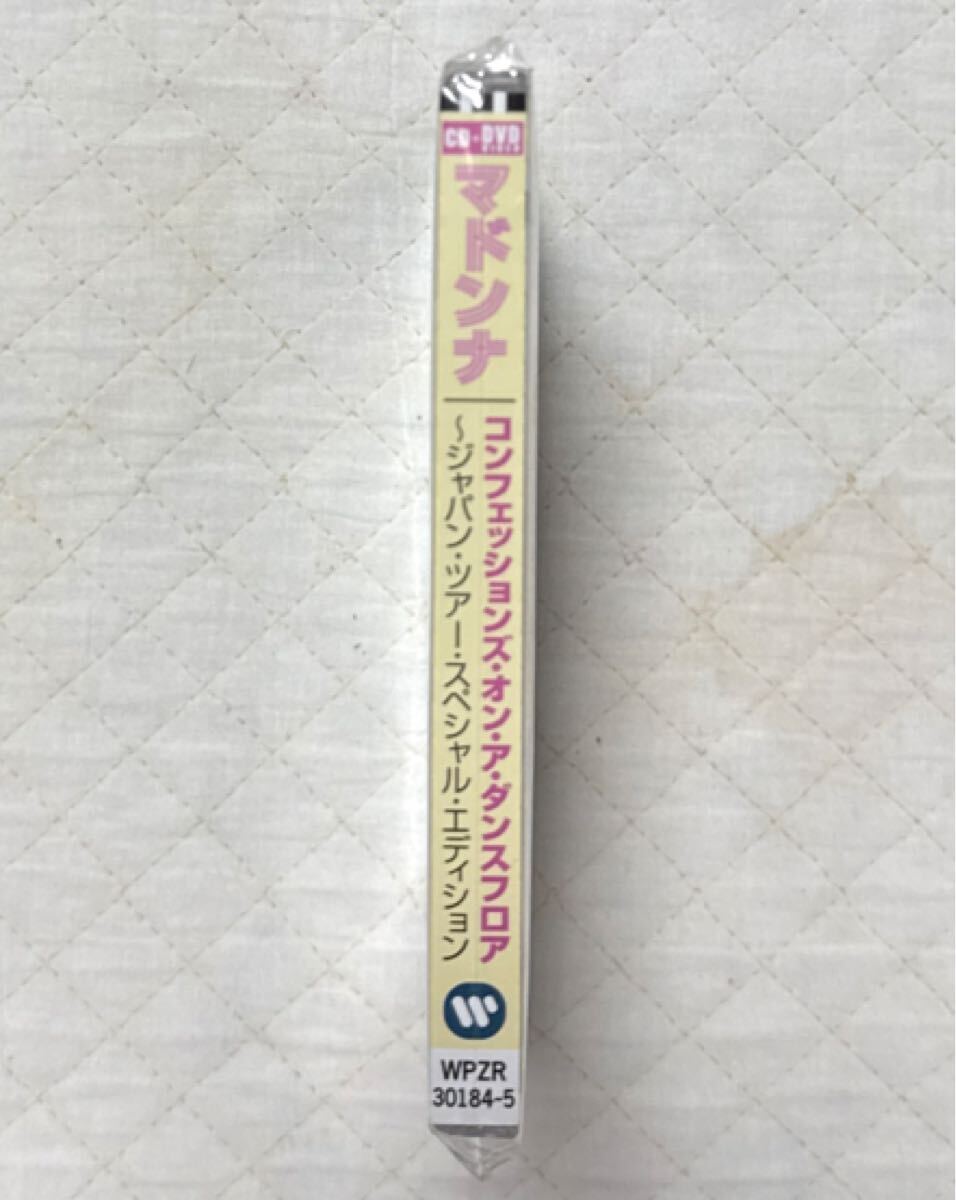 CD+DVD
VIDEO
マドンナ
コンフェッションズ・オン・ア・ダンスフロア
～ジャパン・ツアー・スペシャル・エディション
WPZR
30184-5